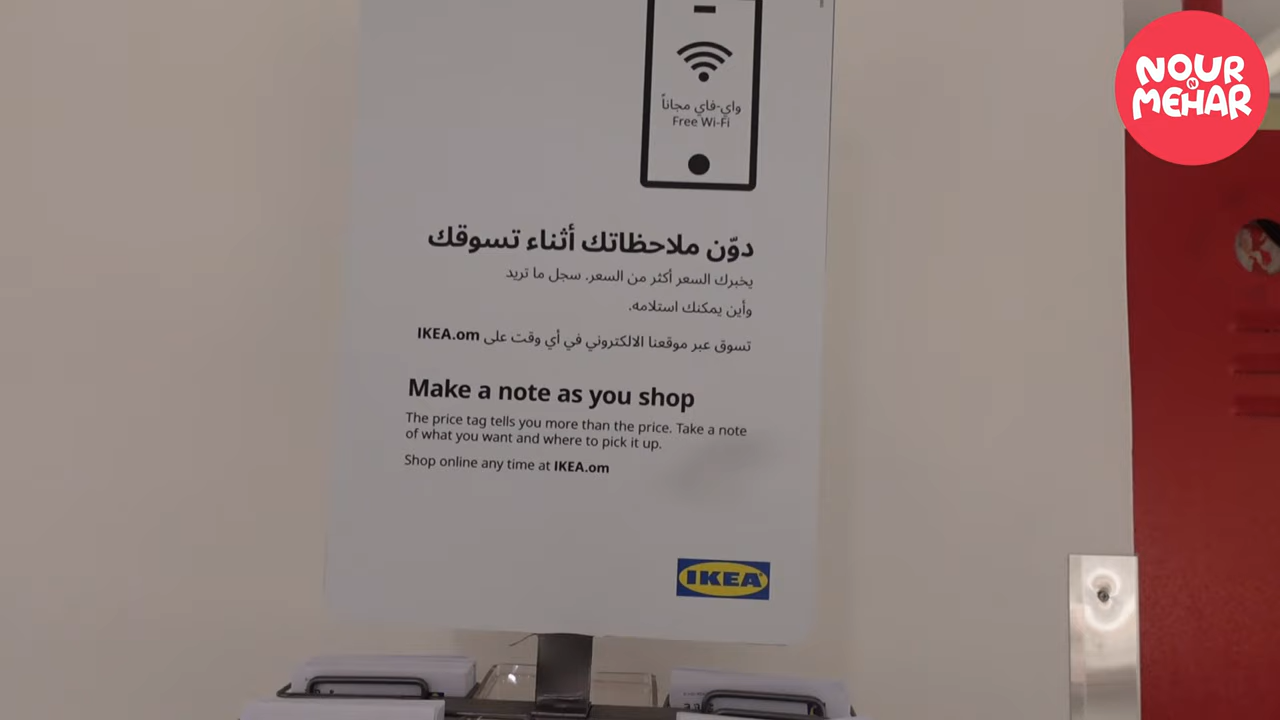 واي-فاي مجاناً
Free Wi-Fi
دوّن ملاحظاتك أثناء تسوقك
يخبرك السعر أكثر من السعر. سجل ما تريد
وأين يمكنك استلامه.
تسوق عبر موقعنا الالكتروني في أي وقت على IKEA.om
Make a note as you shop
The price tag tells you more than the price. Take a note
of what you want and where to pick it up.
Shop online any time at IKEA.om
IKEA
NOUR
N
MEHAR